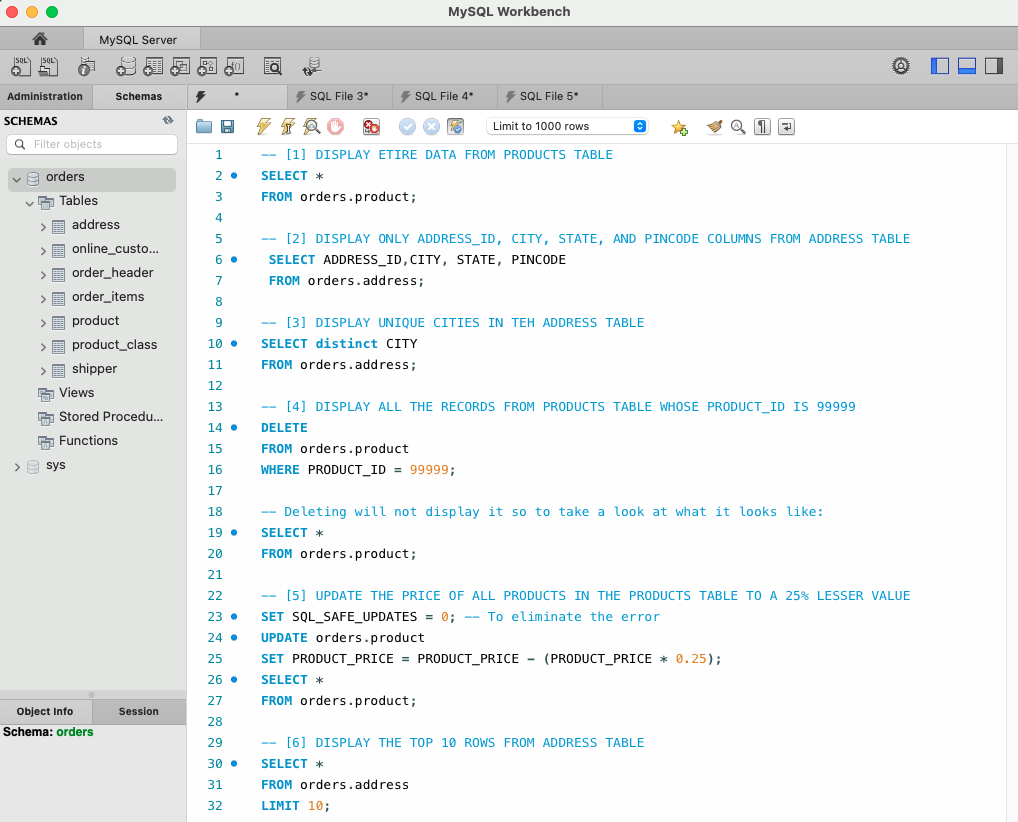 MySQL Workbench
MySQL Server
Administration
Schemas
*
SQL File 3*
SQL File 4*
SQL File 5*
SCHEMAS
Filter objects
orders
Tables
address
online_custo...
order_header
order_items
product
product_class
shipper
Views
Stored Procedu...
Functions
sys
Object Info
Session
Schema: orders
Limit to 1000 rows
1 -- [1] DISPLAY ETIRE DATA FROM PRODUCTS TABLE
2 SELECT *
3 FROM orders.product;
4
5 -- [2] DISPLAY ONLY ADDRESS_ID, CITY, STATE, AND PINCODE COLUMNS FROM ADDRESS TABLE
6 SELECT ADDRESS_ID,CITY, STATE, PINCODE
7 FROM orders.address;
8
9 -- [3] DISPLAY UNIQUE CITIES IN TEH ADDRESS TABLE
10 SELECT distinct CITY
11 FROM orders.address;
12
13 -- [4] DISPLAY ALL THE RECORDS FROM PRODUCTS TABLE WHOSE PRODUCT_ID IS 99999
14 DELETE
15 FROM orders.product
16 WHERE PRODUCT_ID = 99999;
17
18 -- Deleting will not display it so to take a look at what it looks like:
19 SELECT *
20 FROM orders.product;
21
22 -- [5] UPDATE THE PRICE OF ALL PRODUCTS IN THE PRODUCTS TABLE TO A 25% LESSER VALUE
23 SET SQL_SAFE_UPDATES = 0; -- To eliminate the error
24 UPDATE orders.product
25 SET PRODUCT_PRICE = PRODUCT_PRICE - (PRODUCT_PRICE * 0.25);
26 SELECT *
27 FROM orders.product;
28
29 -- [6] DISPLAY THE TOP 10 ROWS FROM ADDRESS TABLE
30 SELECT *
31 FROM orders.address
32 LIMIT 10;